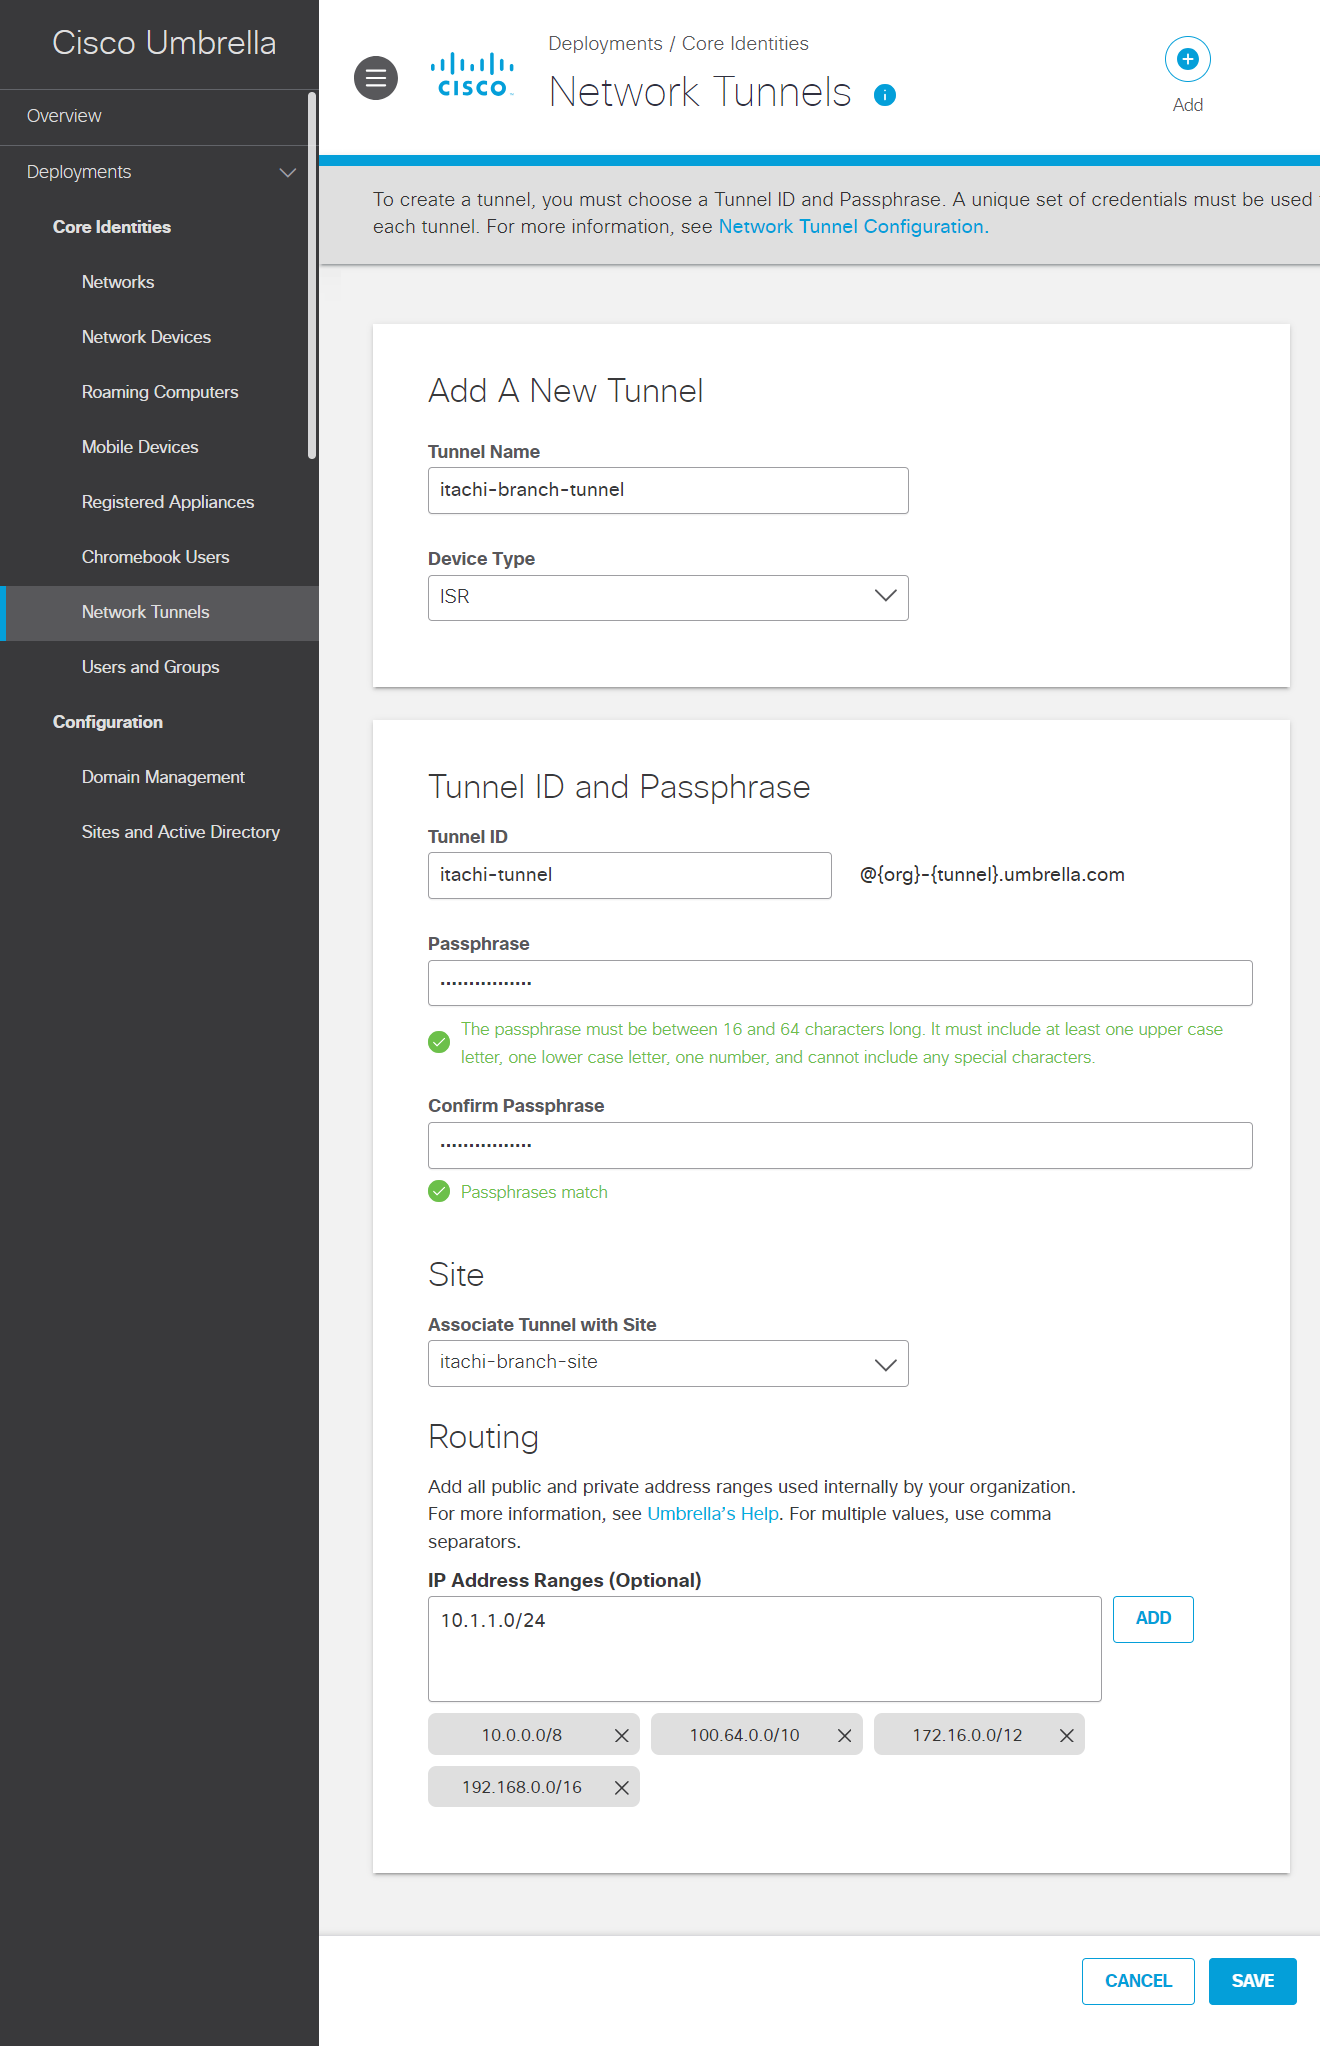 Cisco Umbrella
Overview
Deployments
Core Identities
Networks
Network Devices
Roaming Computers
Mobile Devices
Registered Appliances
Chromebook Users
Network Tunnels
Users and Groups
Configuration
Domain Management
Sites and Active Directory
CISCO
Deployments / Core Identities
Network Tunnels
Add
To create a tunnel, you must choose a Tunnel ID and Passphrase. A unique set of credentials must be used
each tunnel. For more information, see Network Tunnel Configuration.
Add A New Tunnel
Tunnel Name
itachi-branch-tunnel
Device Type
ISR
Tunnel ID and Passphrase
Tunnel ID
itachi-tunnel @{org}-{tunnel}.umbrella.com
Passphrase
••••••••••••••••
The passphrase must be between 16 and 64 characters long. It must include at least one upper case
letter, one lower case letter, one number, and cannot include any special characters.
Confirm Passphrase
••••••••••••••••
Passphrases match
Site
Associate Tunnel with Site
itachi-branch-site
Routing
Add all public and private address ranges used internally by your organization.
For more information, see Umbrella's Help. For multiple values, use comma
separators.
IP Address Ranges (Optional)
10.1.1.0/24 ADD
10.0.0.0/8 100.64.0.0/10 172.16.0.0/12
192.168.0.0/16
CANCEL SAVE